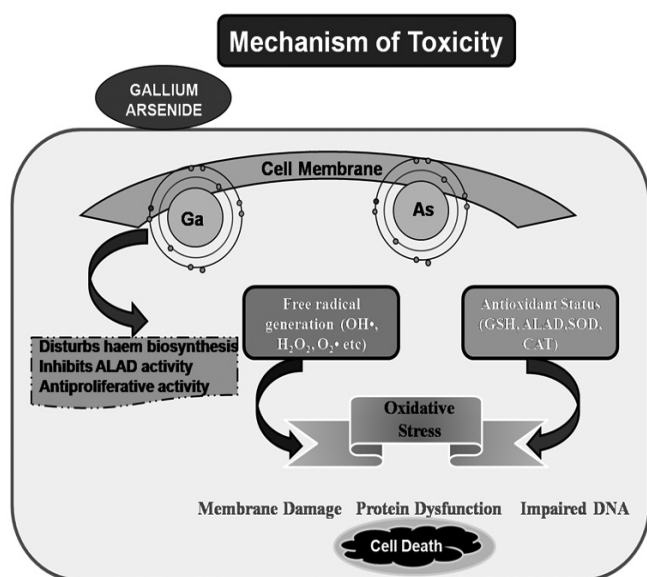 Mechanism of Toxicity
GALLIUM
ARSENIDE
Cell Membrane
Ga
As
Free radical
generation (OH•,
H₂O₂, O₂• etc)
Antioxidant Status
(GSH, ALAD,SOD,
CAT)
Disturbs haem biosynthesis
Inhibits ALAD activity
Antiproliferative activity
Oxidative
Stress
Membrane Damage Protein Dysfunction Impaired DNA
Cell Death